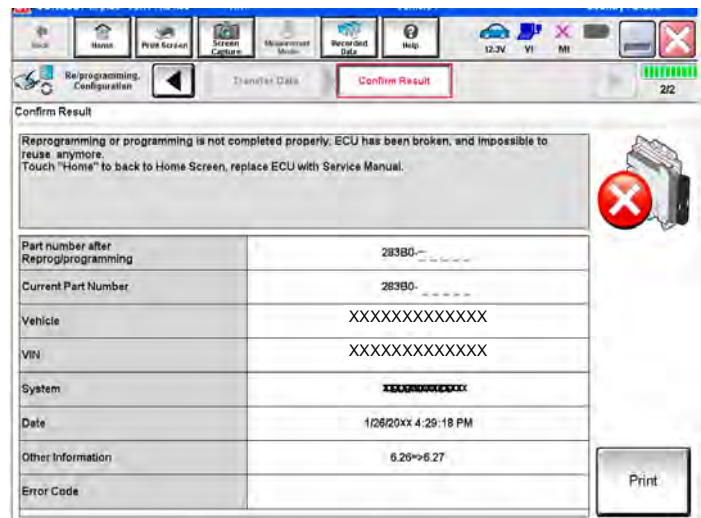 Back
Home
Print Screen
Screen
Capture
Measurement
Mode
Recorded
Data
Help
12.3V
VI
MI
Re/programming,
Configuration
Transfer Data
Confirm Result
2/2
Confirm Result
Reprogramming or programming is not completed properly. ECU has been broken, and impossible to
reuse anymore.
Touch "Home" to back to Home Screen, replace ECU with Service Manual.
Part number after
Reprog/programming
283B0-_ _ _ _ _
Current Part Number
283B0-_ _ _ _ _
Vehicle
XXXXXXXXXXXXX
VIN
XXXXXXXXXXXXX
System
Date
1/26/20XX 4:29:18 PM
Other Information
6.26=>6.27
Error Code
Print